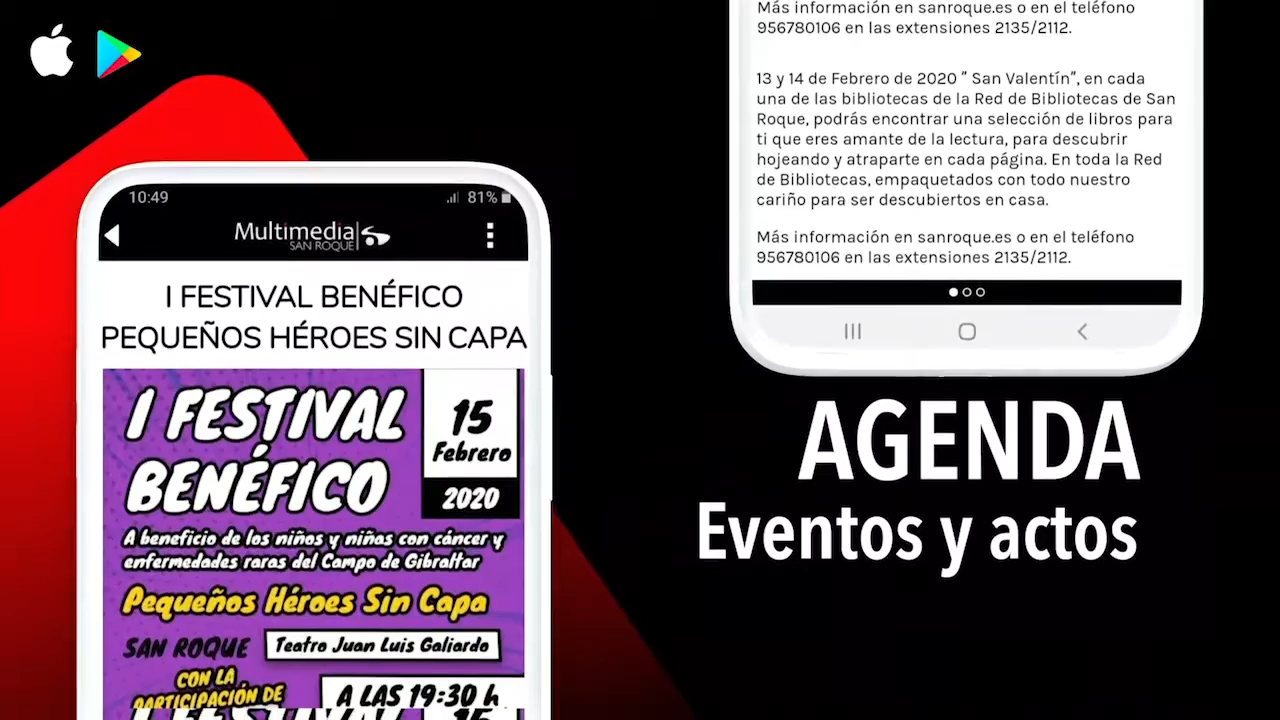 10:49
81%
Multimedia
SAN ROQUE
I FESTIVAL BENÉFICO
PEQUEÑOS HÉROES SIN CAPA
I FESTIVAL
BENÉFICO
15
Febrero
2020
A beneficio de los niños y niñas con cáncer y
enfermedades raras del Campo de Gibraltar
Pequeños Héroes Sin Capa
SAN ROQUE
Teatro Juan Luis Galiardo
CON LA
PARTICIPACIÓN DE
A LAS 19:30 h
I FESTIVAL
15
Más información en sanroque.es o en el teléfono
956780106 en las extensiones 2135/2112.
13 y 14 de Febrero de 2020 " San Valentín", en cada
una de las bibliotecas de la Red de Bibliotecas de San
Roque, podrás encontrar una selección de libros para
ti que eres amante de la lectura, para descubrir
hojeando y atraparte en cada página. En toda la Red
de Bibliotecas, empaquetados con todo nuestro
cariño para ser descubiertos en casa.
Más información en sanroque.es o en el teléfono
956780106 en las extensiones 2135/2112.
AGENDA
Eventos y actos